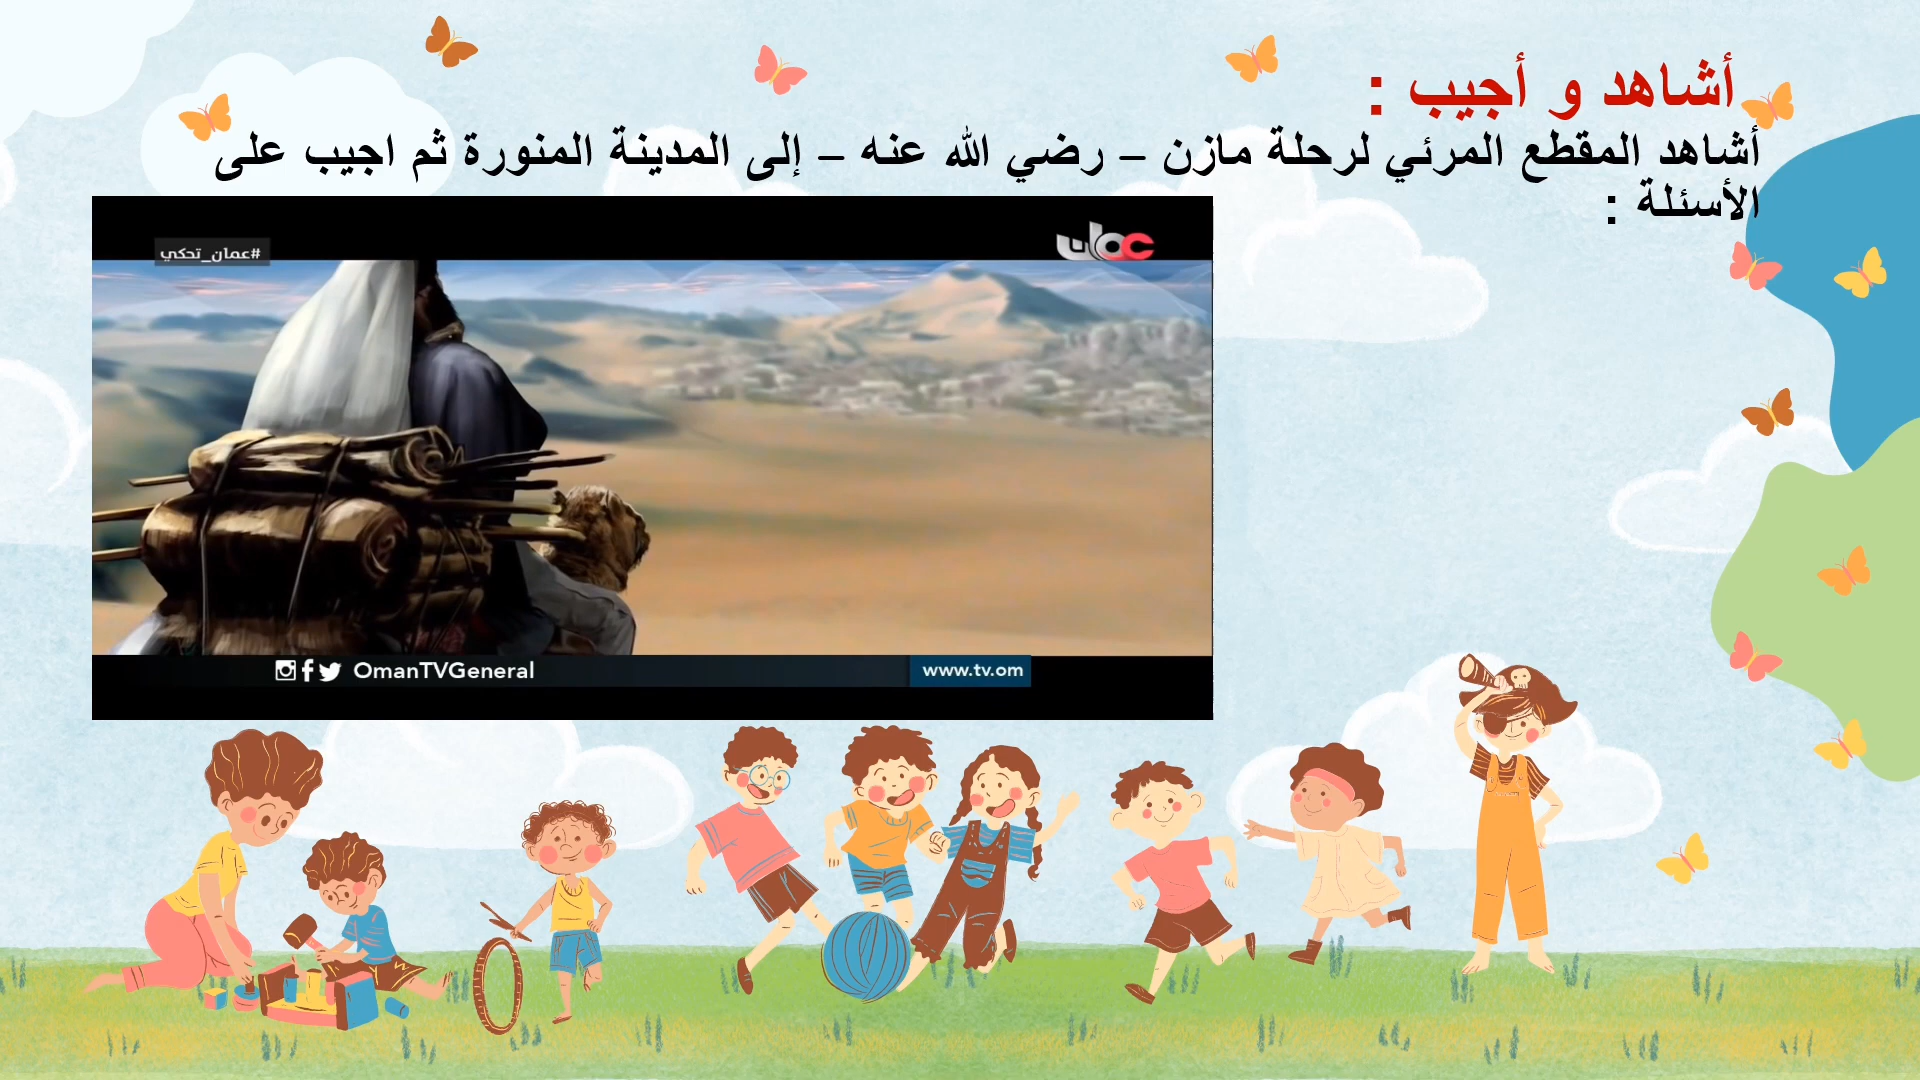 أشاهد و أجيب :
أشاهد المقطع المرئي لرحلة مازن – رضي الله عنه – إلى المدينة المنورة ثم اجيب على
الأسئلة :
#عمان_تحكي
عمان
OmanTVGeneral
www.tv.om